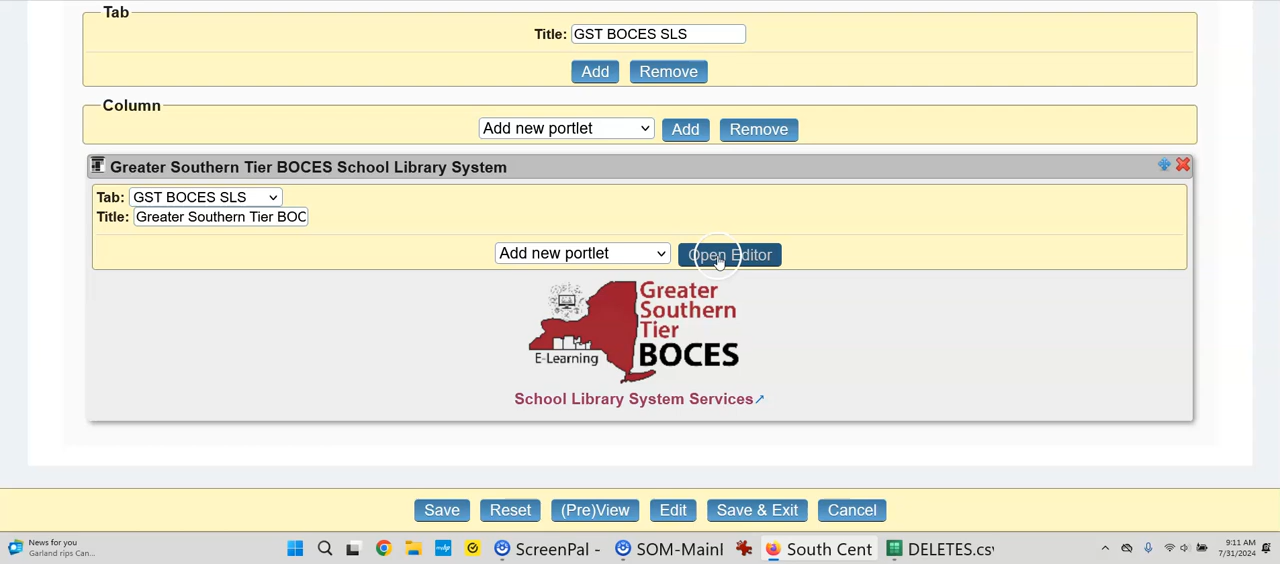 Tab
Title: GST BOCES SLS
Add Remove
Column
Add new portlet Add Remove
Greater Southern Tier BOCES School Library System
Tab: GST BOCES SLS
Title: Greater Southern Tier BOC
Add new portlet Open Editor
Greater
Southern
Tier
E-Learning BOCES
School Library System Services
Save Reset (Pre)View Edit Save & Exit Cancel
News for you
Garland rips Can...
ScreenPal - SOM-MainI South Cent DELETES.csv
9:11 AM
7/31/2024